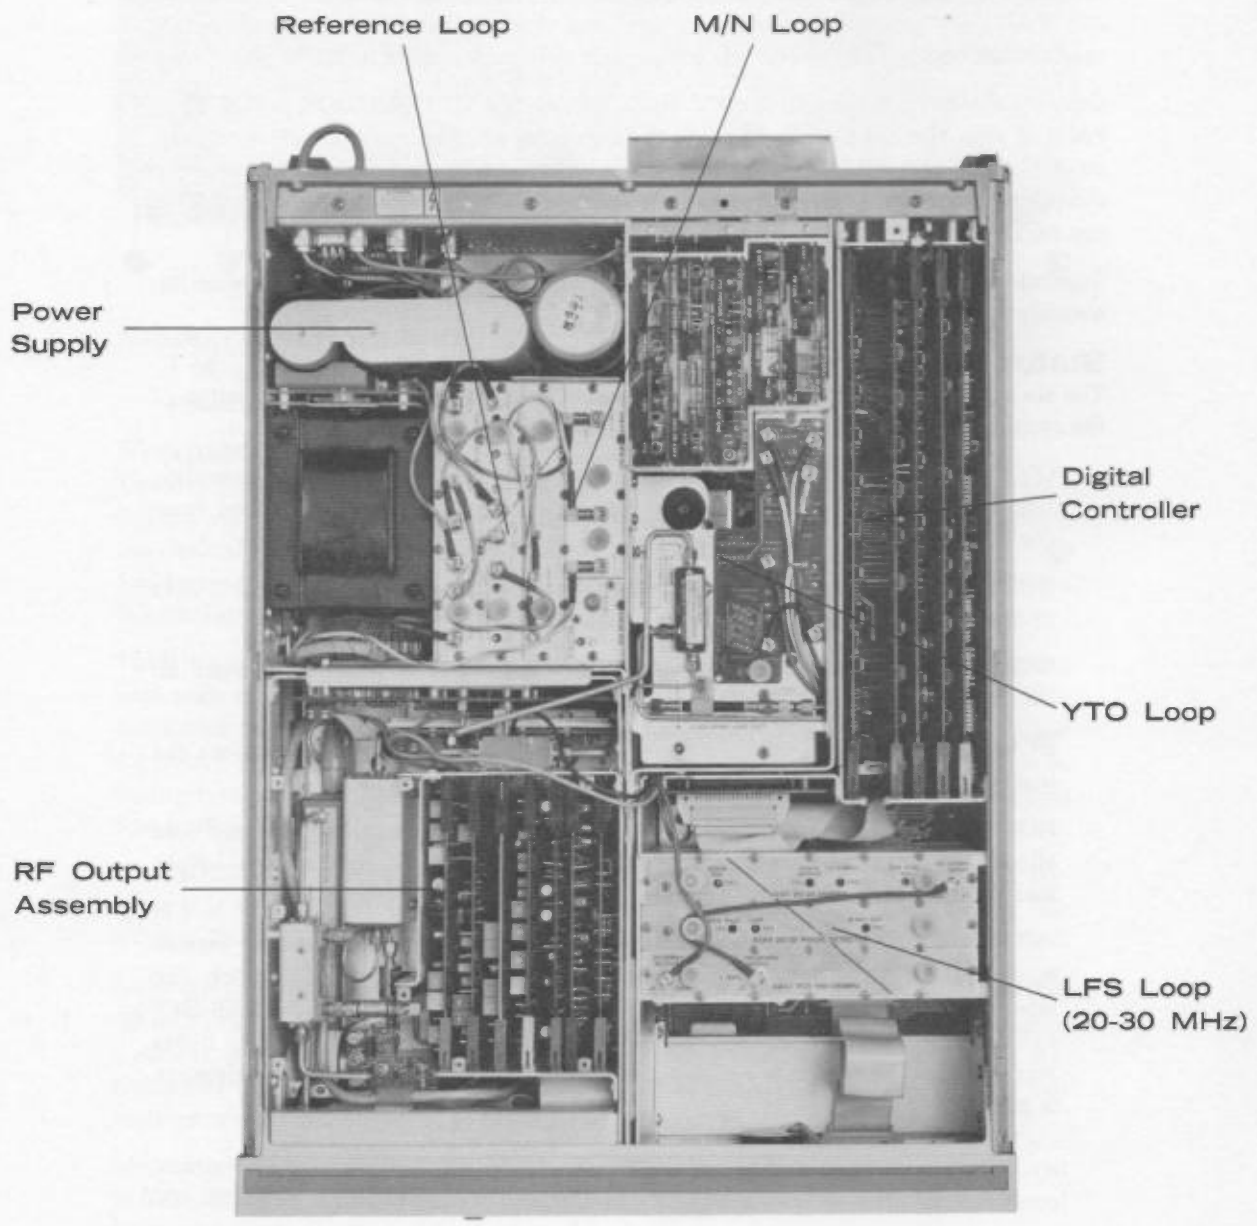 Reference Loop
M/N Loop
Power
Supply
Digital
Controller
YTO Loop
RF Output
Assembly
LFS Loop
(20-30 MHz)